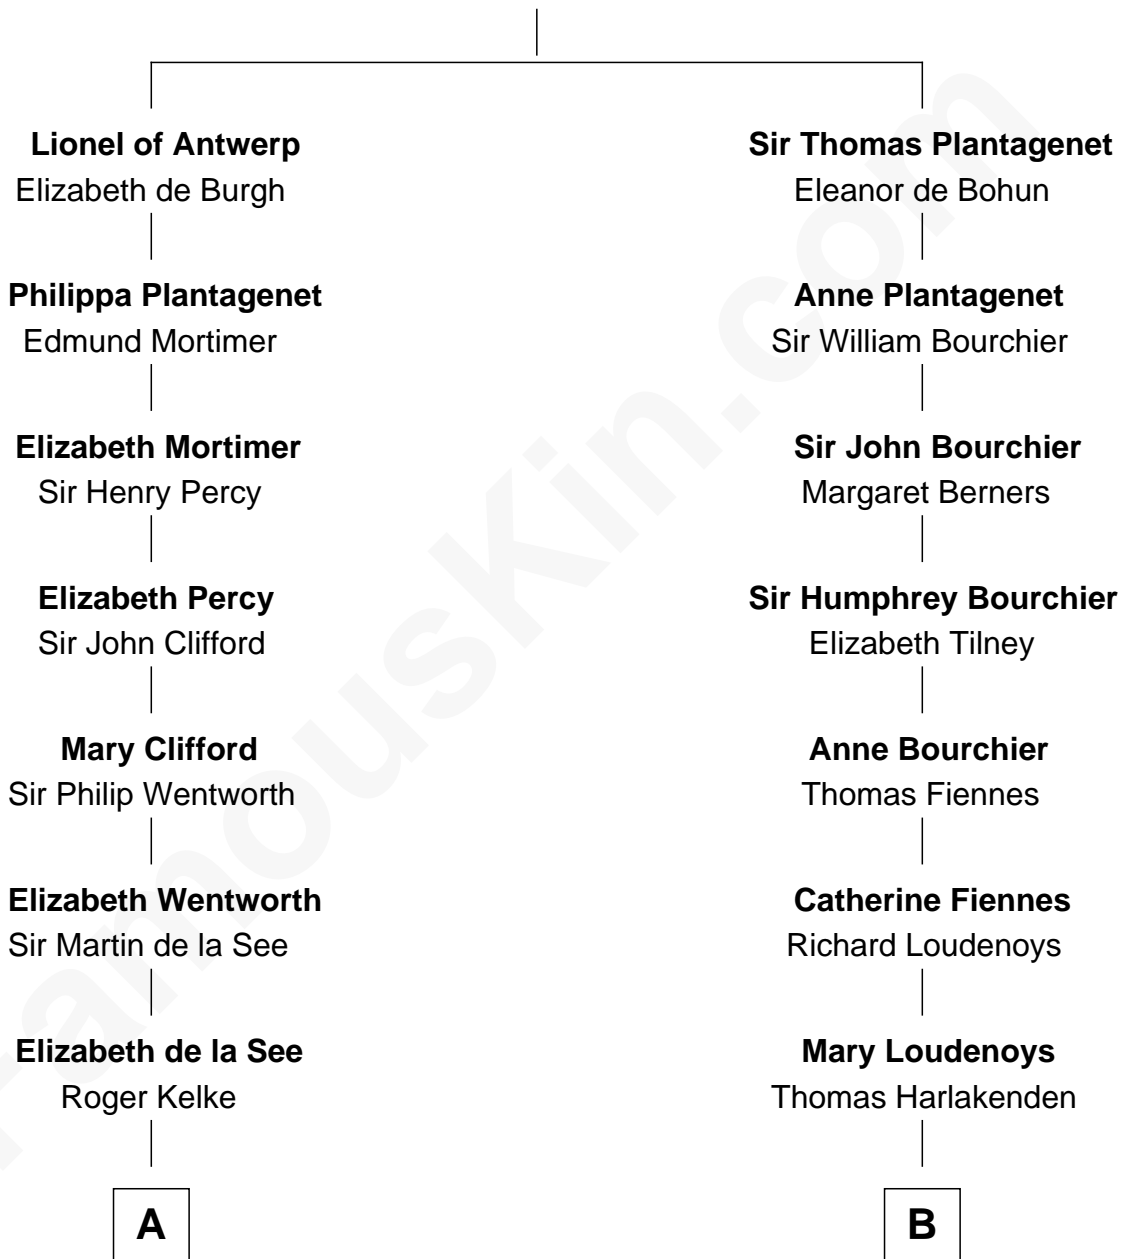 Lionel of Antwerp
Elizabeth de Burgh
Philippa Plantagenet
Edmund Mortimer
Elizabeth Mortimer
Sir Henry Percy
Elizabeth Percy
Sir John Clifford
Mary Clifford
Sir Philip Wentworth
Elizabeth Wentworth
Sir Martin de la See
Elizabeth de la See
Roger Kelke
A
Sir Thomas Plantagenet
Eleanor de Bohun
Anne Plantagenet
Sir William Bourchier
Sir John Bourchier
Margaret Berners
Sir Humphrey Bourchier
Elizabeth Tilney
Anne Bourchier
Thomas Fiennes
Catherine Fiennes
Richard Loudenoys
Mary Loudenoys
Thomas Harlakenden
B
FamousKin.com